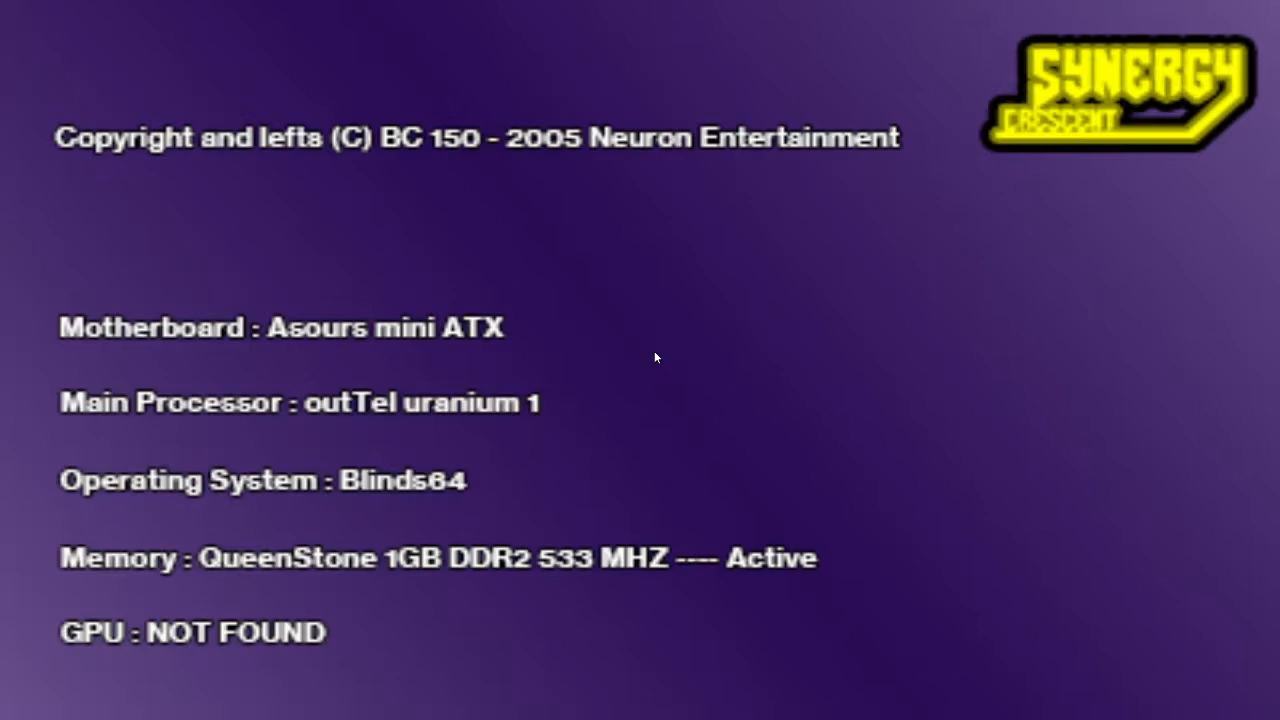 SYNERGY
CRESCENT
Copyright and lefts (C) BC 150 - 2005 Neuron Entertainment
Motherboard : Asours mini ATX
Main Processor : outTel uranium 1
Operating System : Blinds64
Memory : QueenStone 1GB DDR2 533 MHZ ---- Active
GPU : NOT FOUND